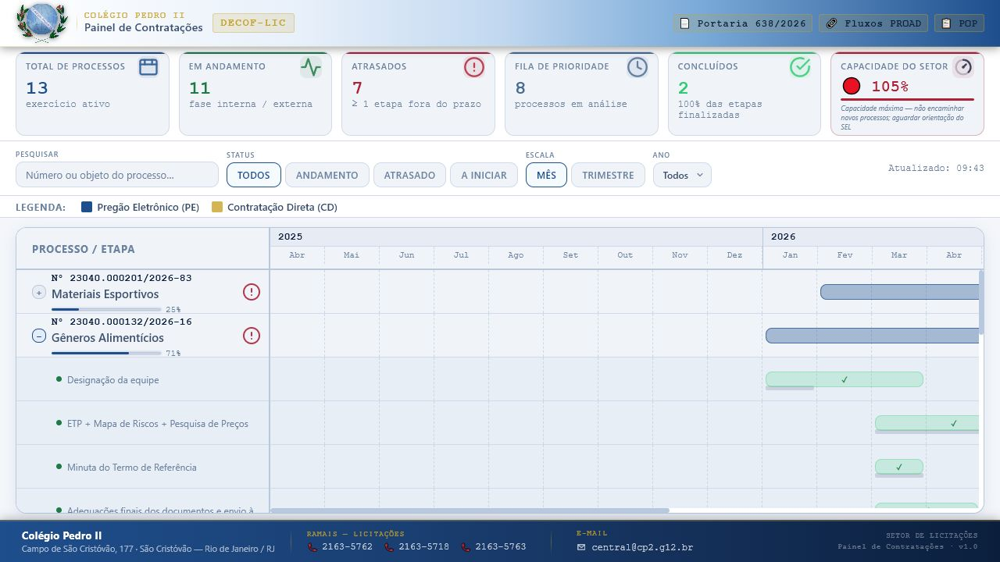 COLÉGIO PEDRO II
Painel de Contratações
DECOF-LIC
Portaria 638/2026
Fluxos PROAD
POP
TOTAL DE PROCESSOS
13
exercício ativo
EM ANDAMENTO
11
fase interna / externa
ATRASADOS
7
≥ 1 etapa fora do prazo
FILA DE PRIORIDADE
8
processos em análise
CONCLUÍDOS
2
100% das etapas
finalizadas
CAPACIDADE DO SETOR
105%
Capacidade máxima — não encaminhar
novos processos; aguardar orientação do
SEL
PESQUISAR
Número ou objeto do processo...
STATUS
TODOS
ANDAMENTO
ATRASADO
A INICIAR
ESCALA
MÊS
TRIMESTRE
ANO
Todos
Atualizado: 09:43
LEGENDA:
Pregão Eletrônico (PE)
Contratação Direta (CD)
PROCESSO / ETAPA
2025
2026
Abr
Mai
Jun
Jul
Ago
Set
Out
Nov
Dez
Jan
Fev
Mar
Abr
N° 23040.000201/2026-83
+
Materiais Esportivos
25%
N° 23040.000132/2026-16
−
Gêneros Alimentícios
71%
Designação da equipe
✓
ETP + Mapa de Riscos + Pesquisa de Preços
✓
Minuta do Termo de Referência
✓
Adequações finais dos documentos e envio à
Colégio Pedro II
Campo de São Cristóvão, 177 · São Cristóvão — Rio de Janeiro / RJ
RAMAIS — LICITAÇÕES
2163-5762
2163-5718
2163-5763
E-MAIL
central@cp2.g12.br
SETOR DE LICITAÇÕES
Painel de Contratações · v1.0